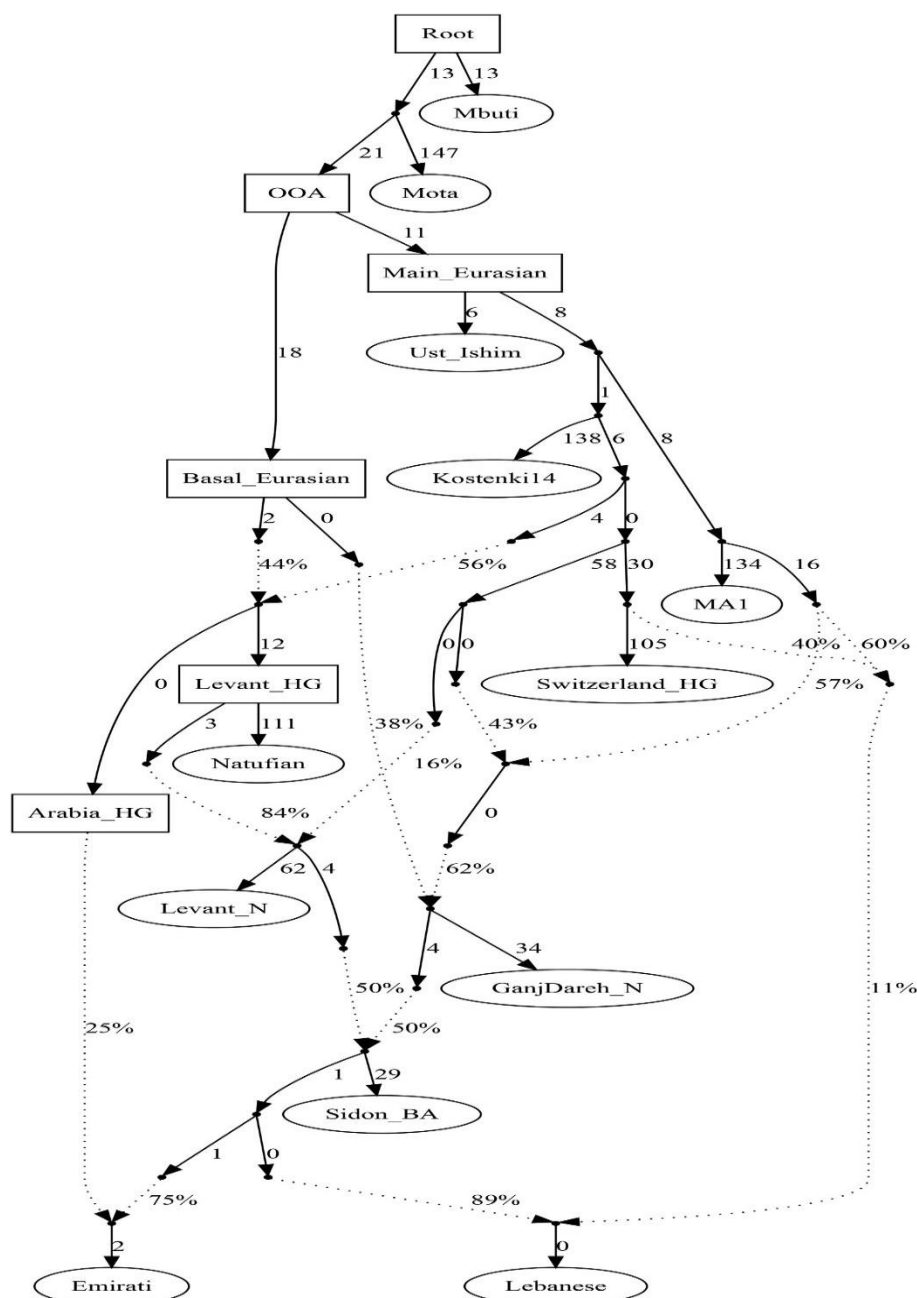 Root
13 13
Mbuti
21 147
OOA Mota
11
Main_Eurasian
6 8
Ust_Ishim
18
1
8
138 6
Basal_Eurasian Kostenki14
2 0 4 0
44% 56% 58 30 134 16
MA1
12 0 0 105 40% 60%
0 Levant_HG Switzerland_HG 57%
3 111 38% 43%
Natufian 16%
Arabia_HG 84% 0
62 4 62%
Levant_N
4 34
50% GanjDareh_N 11%
25% 50%
1 29
Sidon_BA
1 0
75% 89%
2 0
Emirati Lebanese